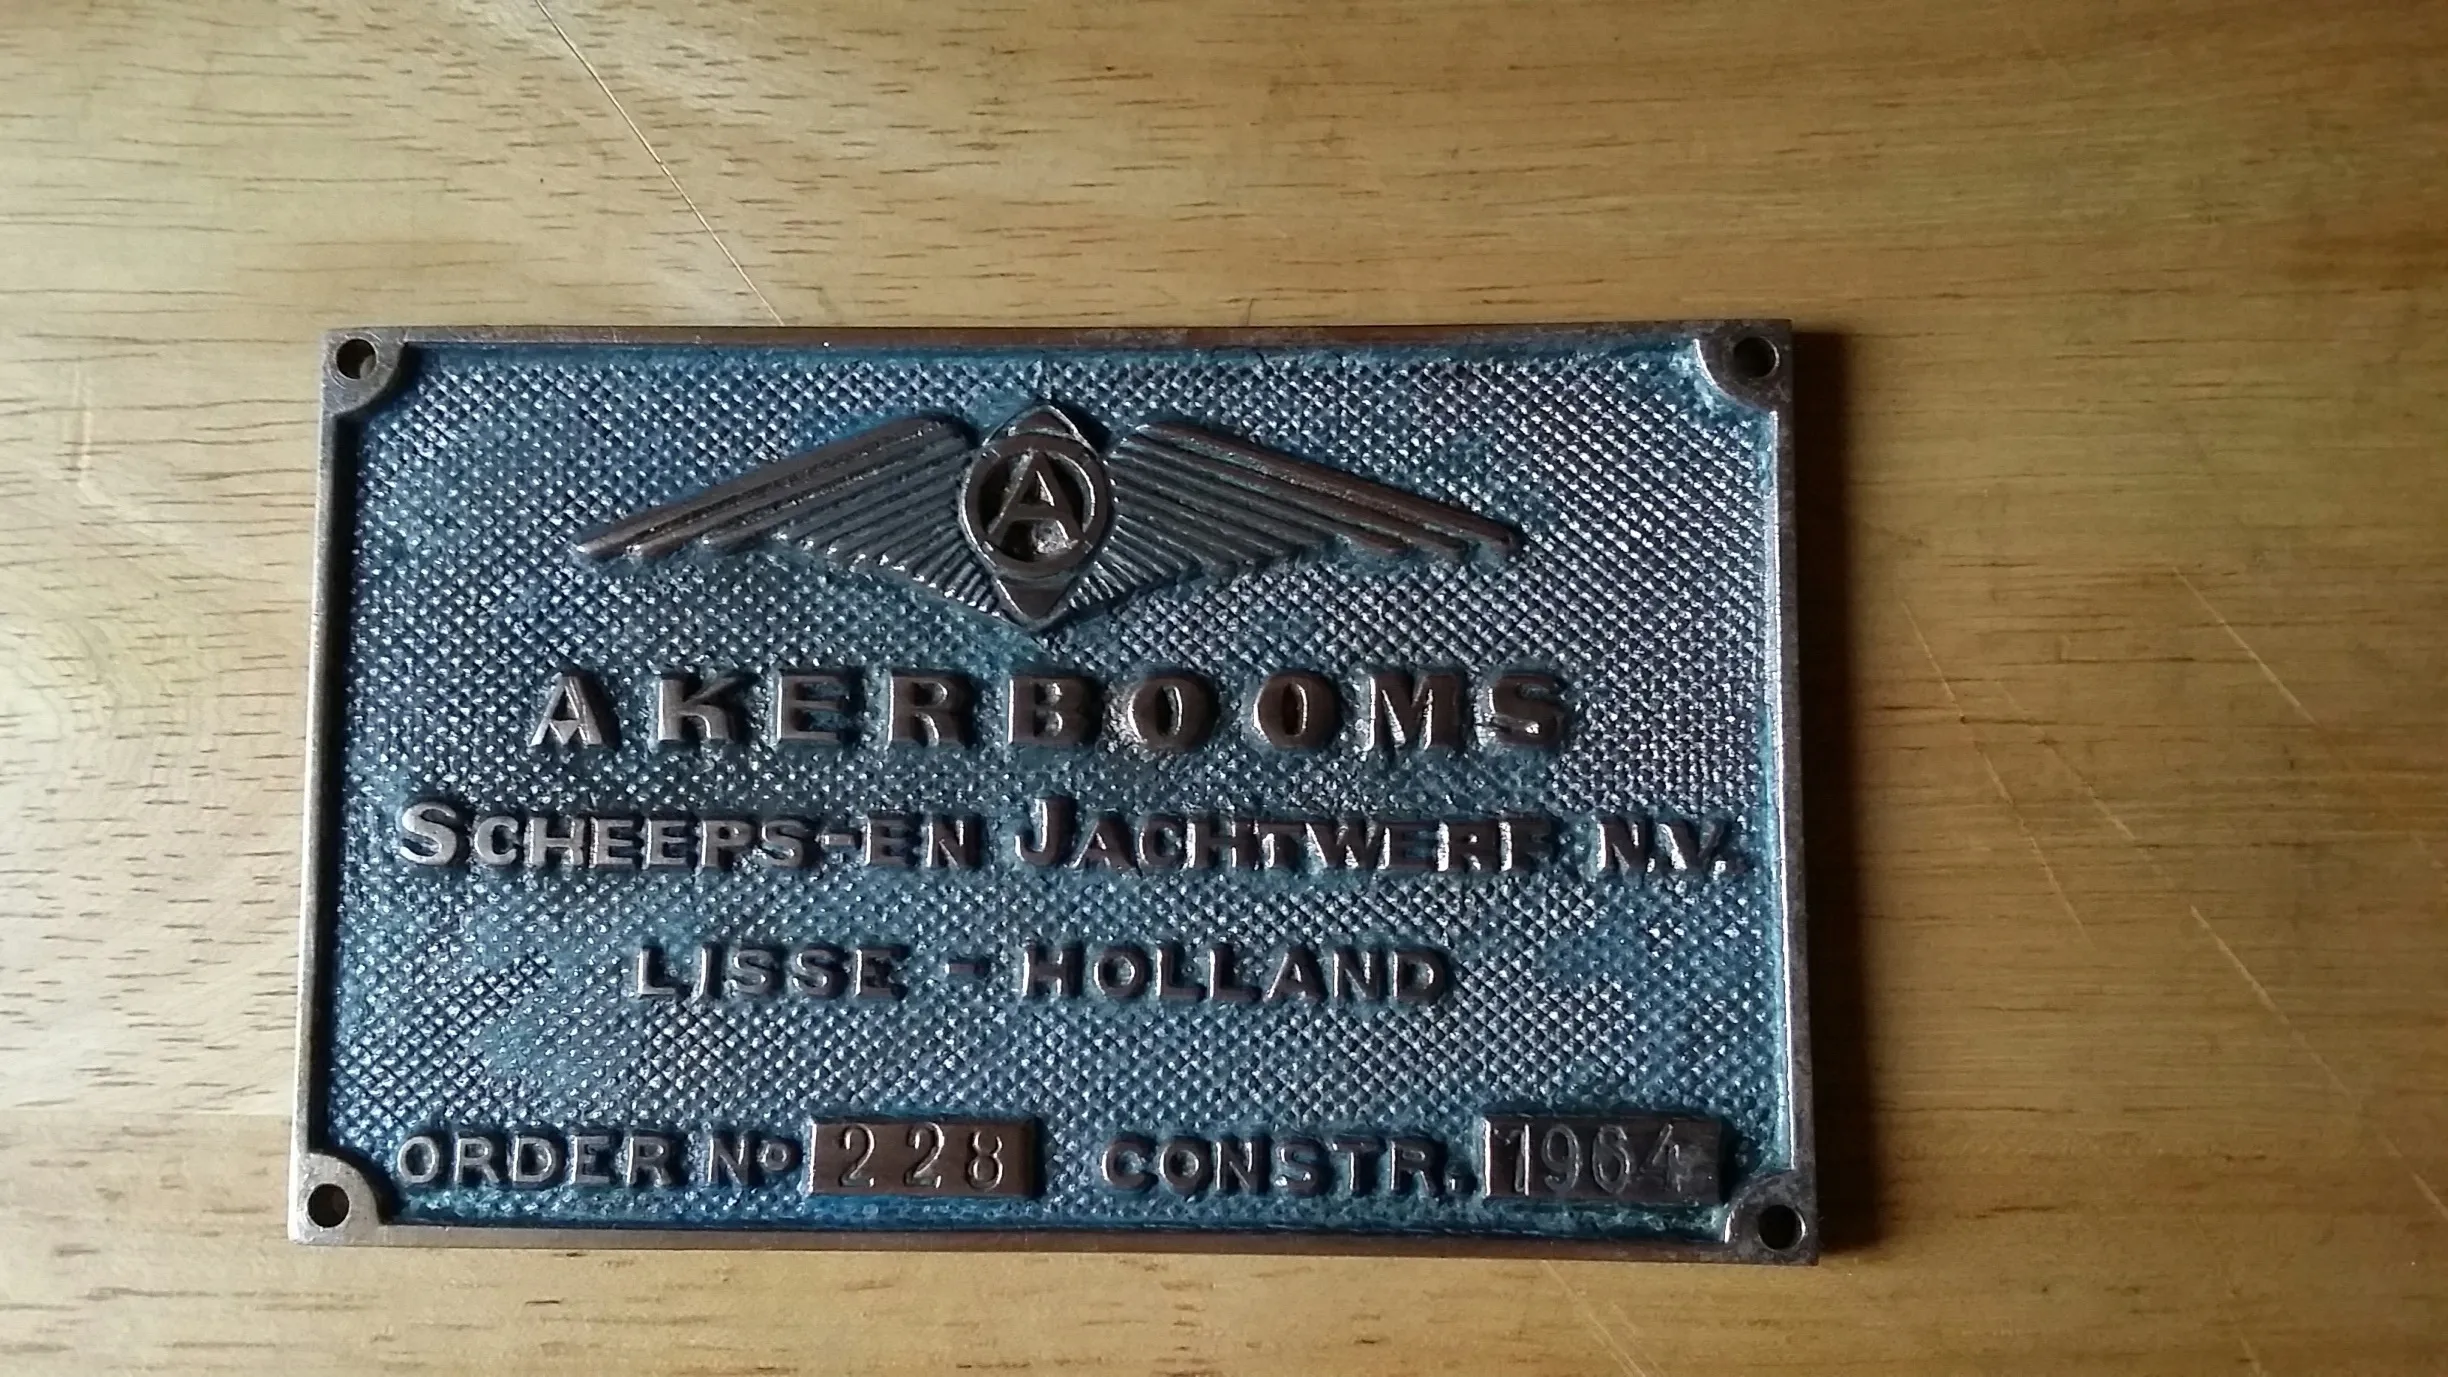 A
AKERBOOMS
SCHEEPS-EN JACHTWERF N.V.
LISSE - HOLLAND
ORDER No 228 CONSTR. 1964